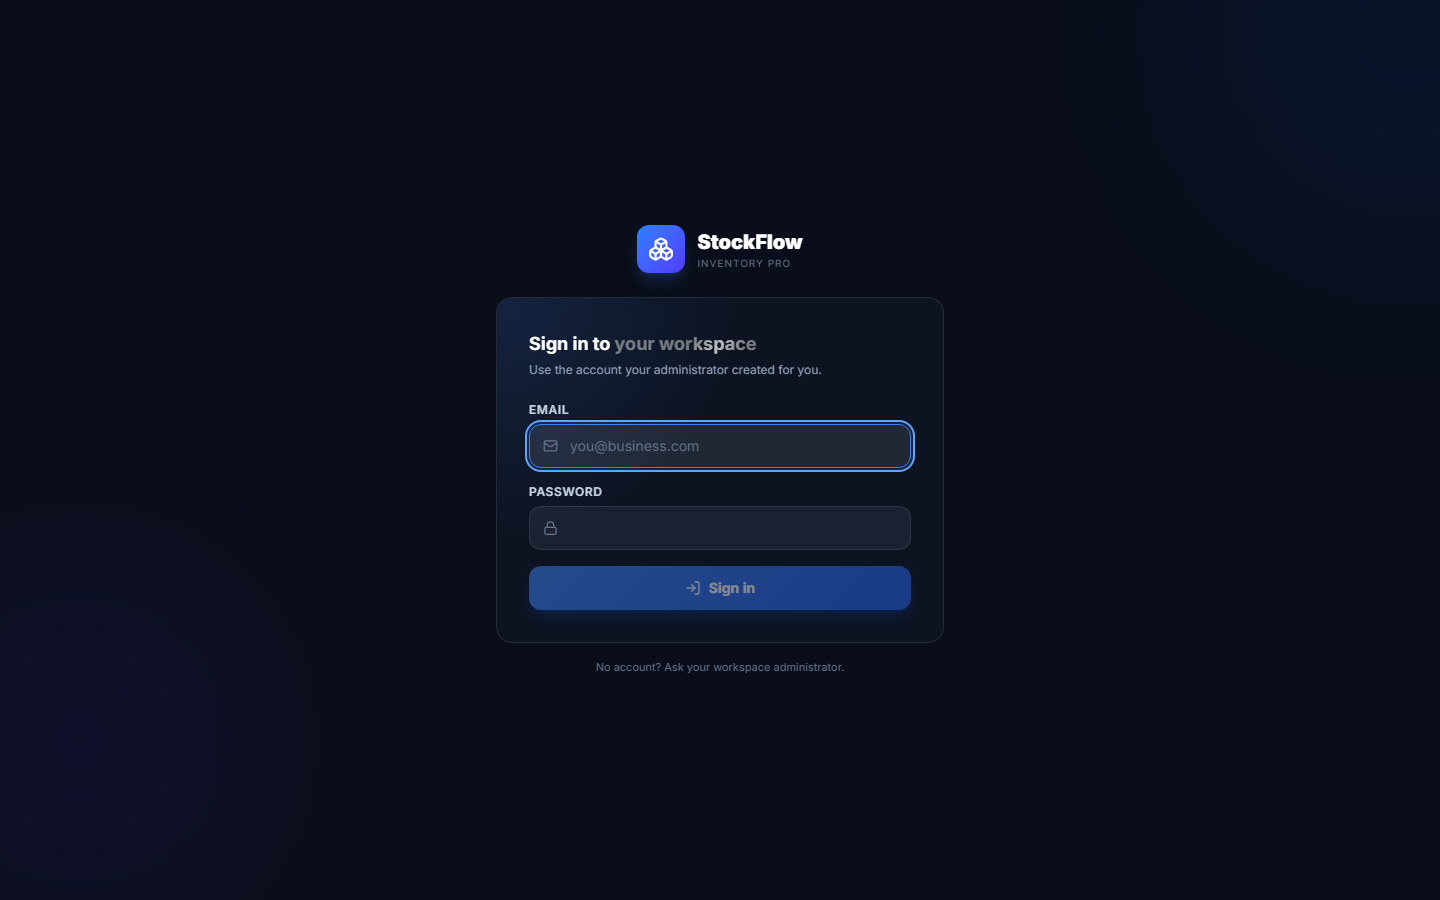 StockFlow
INVENTORY PRO
Sign in to your workspace
Use the account your administrator created for you.
EMAIL
you@business.com
PASSWORD
Sign in
No account? Ask your workspace administrator.